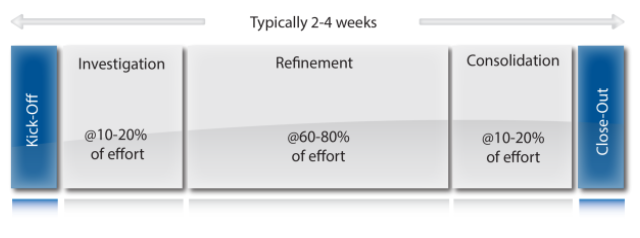 Typically 2-4 weeks
Kick-Off
Investigation
@10-20%
of effort
Refinement
@60-80%
of effort
Consolidation
@10-20%
of effort
Close-Out